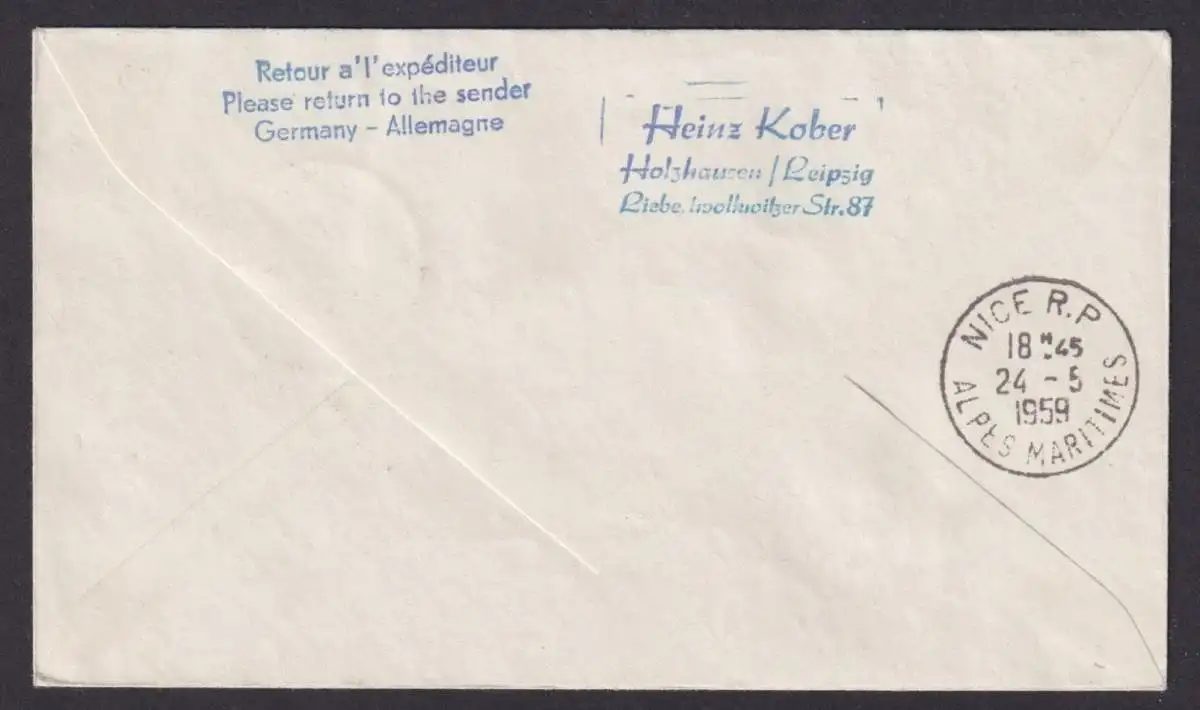 Retour a'l'expéditeur
Please return to the sender
Germany - Allemagne
Heinz Kober
Holzhausen / Leipzig
Liebertwolkwitzer Str. 87
NICE R.P
18 H 45
24 - 5
1959
ALPES MARITIMES